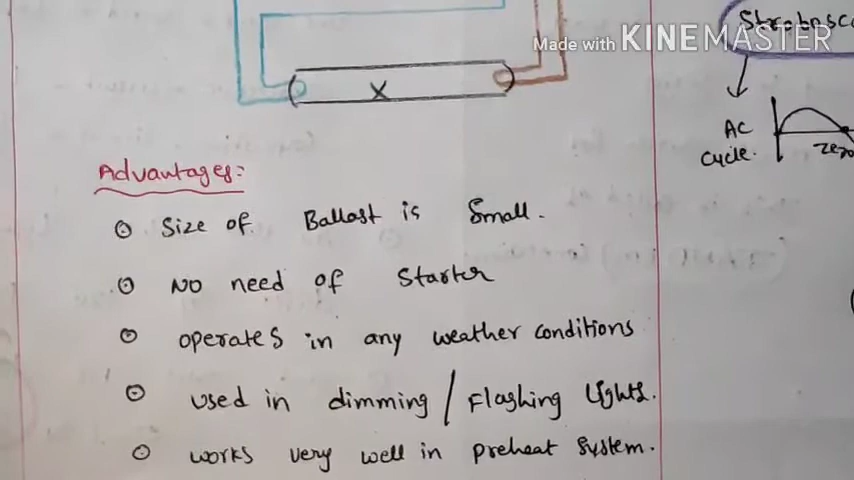 Made with KINEMASTER
X
AC
Cycle.
Zero
Advantages:
Size of Ballast is Small.
No need of Starter
operates in any weather conditions
used in dimming / Flashing Lights.
works very well in preheat system.